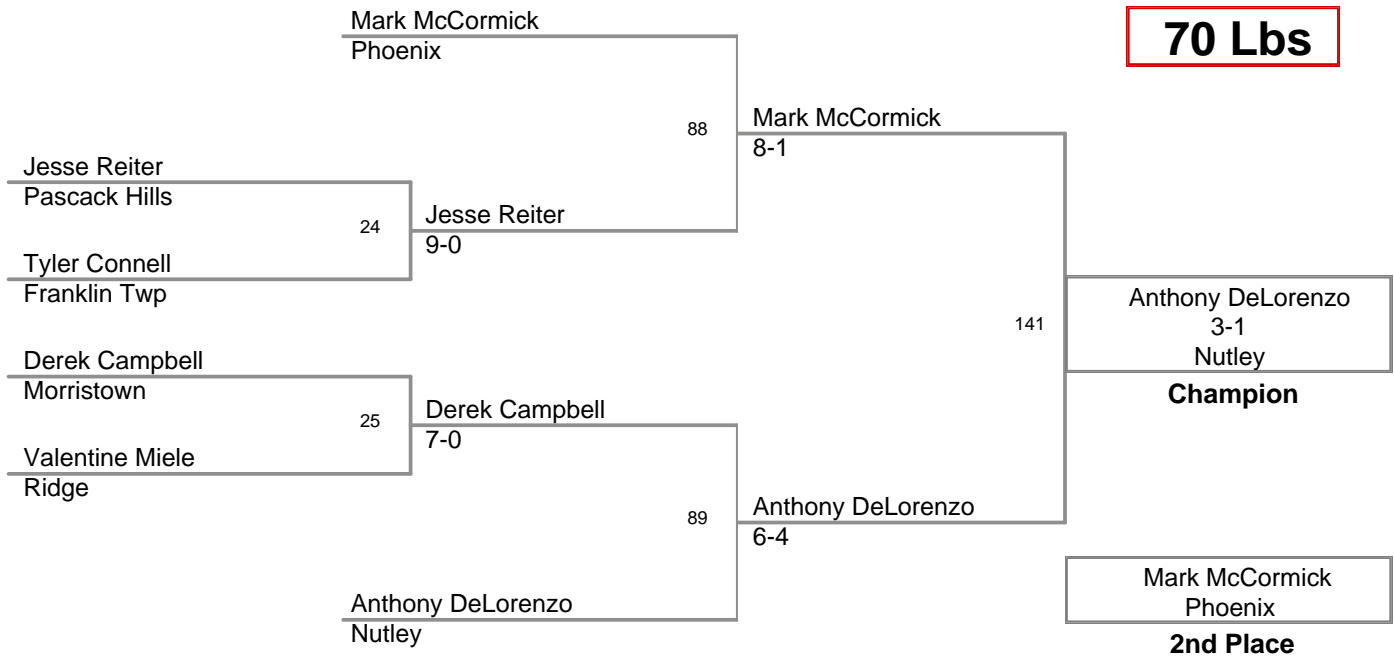 Mark McCormick
Phoenix
70 Lbs
88
Mark McCormick
8-1
Jesse Reiter
Pascack Hills
24
Jesse Reiter
9-0
Tyler Connell
Franklin Twp
141
Anthony DeLorenzo
3-1
Nutley
Champion
Derek Campbell
Morristown
25
Derek Campbell
7-0
Valentine Miele
Ridge
89
Anthony DeLorenzo
6-4
Anthony DeLorenzo
Nutley
Mark McCormick
Phoenix
2nd Place